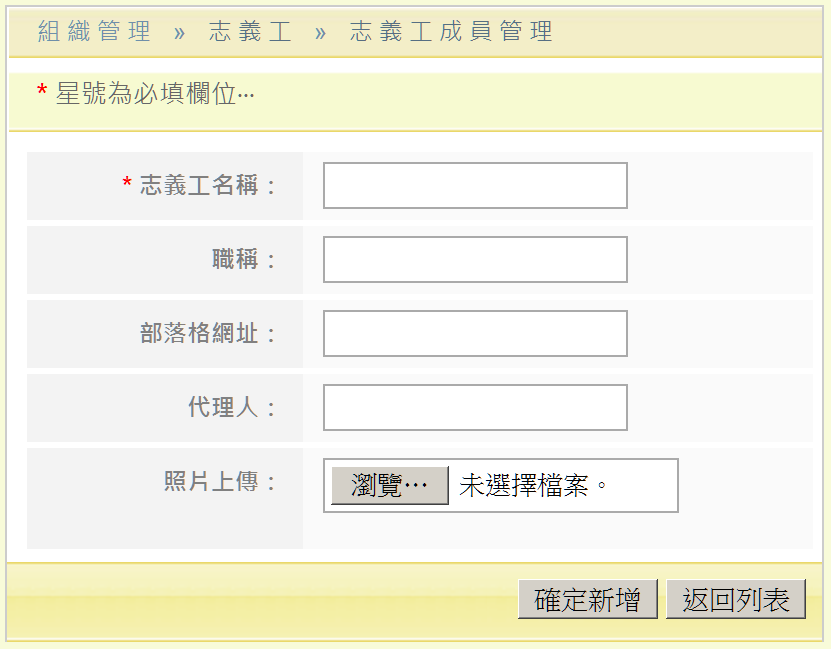 組織管理 » 志義工 » 志義工成員管理
* 星號為必填欄位…
* 志義工名稱：
職稱：
部落格網址：
代理人：
照片上傳：
瀏覽… 未選擇檔案。
確定新增 返回列表